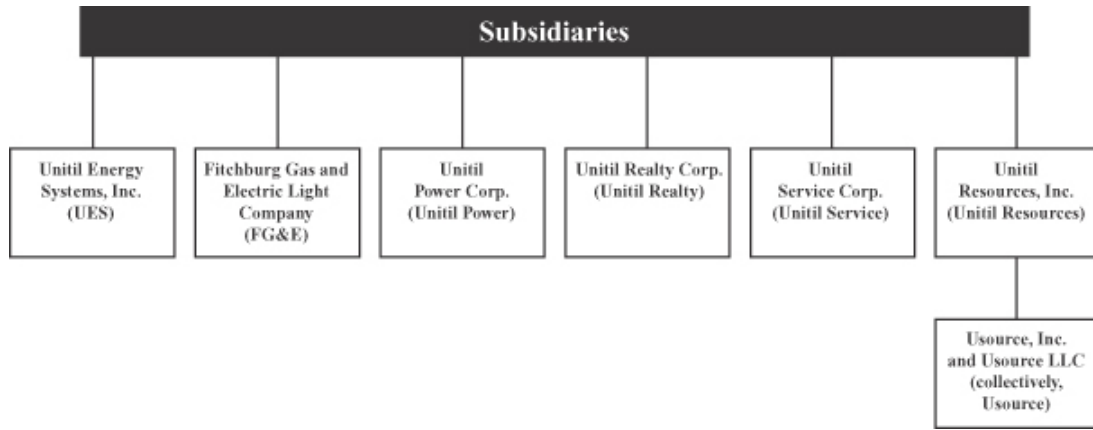 Subsidiaries
Unitil Energy
Systems, Inc.
(UES)
Fitchburg Gas and
Electric Light
Company
(FG&E)
Unitil
Power Corp.
(Unitil Power)
Unitil Realty Corp.
(Unitil Realty)
Unitil
Service Corp.
(Unitil Service)
Unitil
Resources, Inc.
(Unitil Resources)
Usource, Inc.
and Usource LLC
(collectively,
Usource)